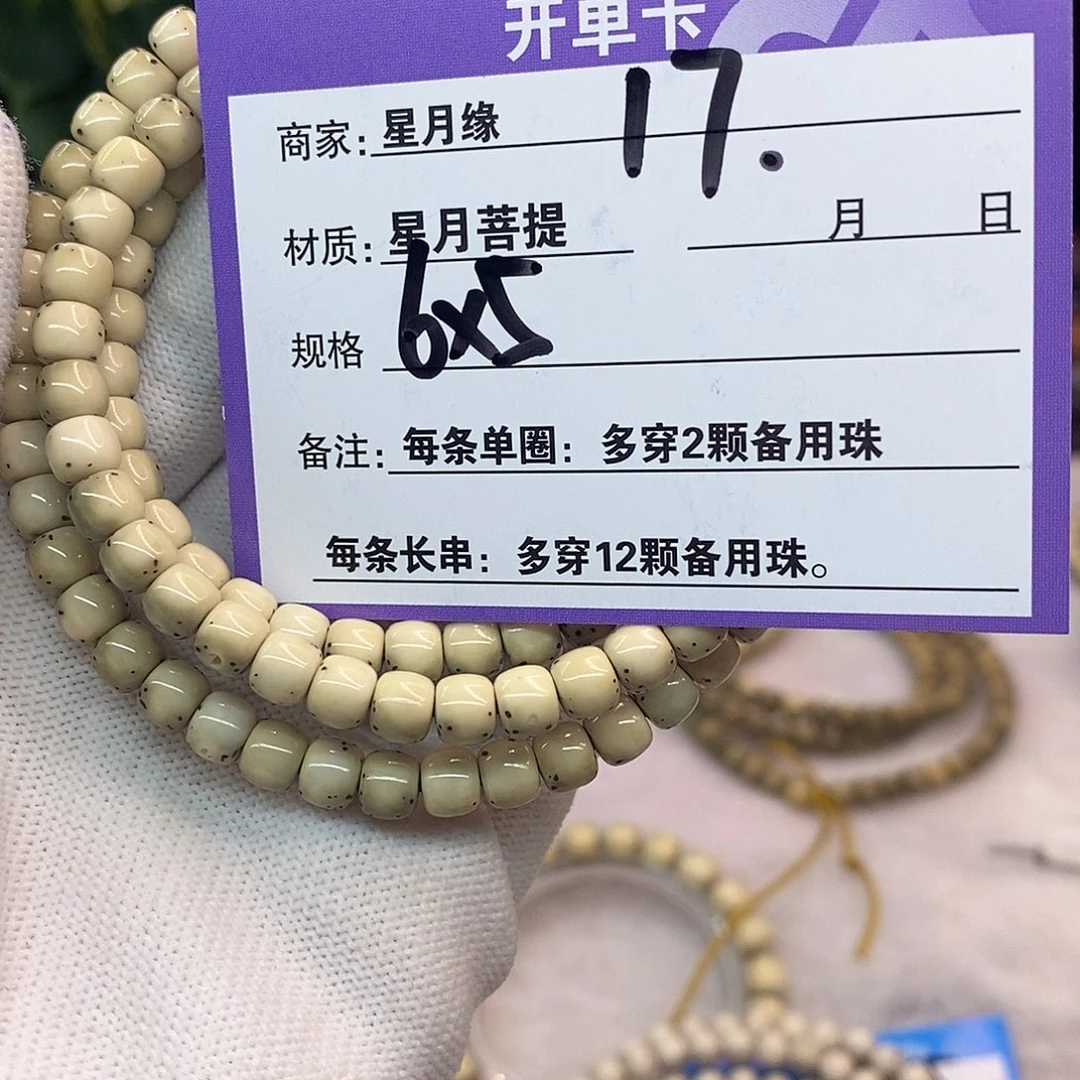 开单卡
商家：星月缘 17.
材质：星月菩提 月 日
规格 6x5
备注：每条单圈：多穿2颗备用珠
每条长串：多穿12颗备用珠。